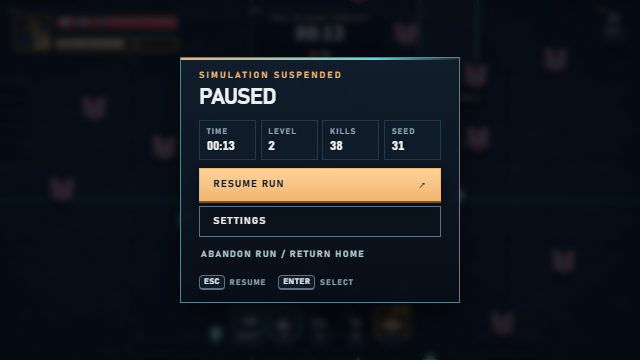 SIMULATION SUSPENDED
PAUSED
TIME LEVEL KILLS SEED
00:13 2 38 31
RESUME RUN ↗
SETTINGS
ABANDON RUN / RETURN HOME
ESC RESUME ENTER SELECT